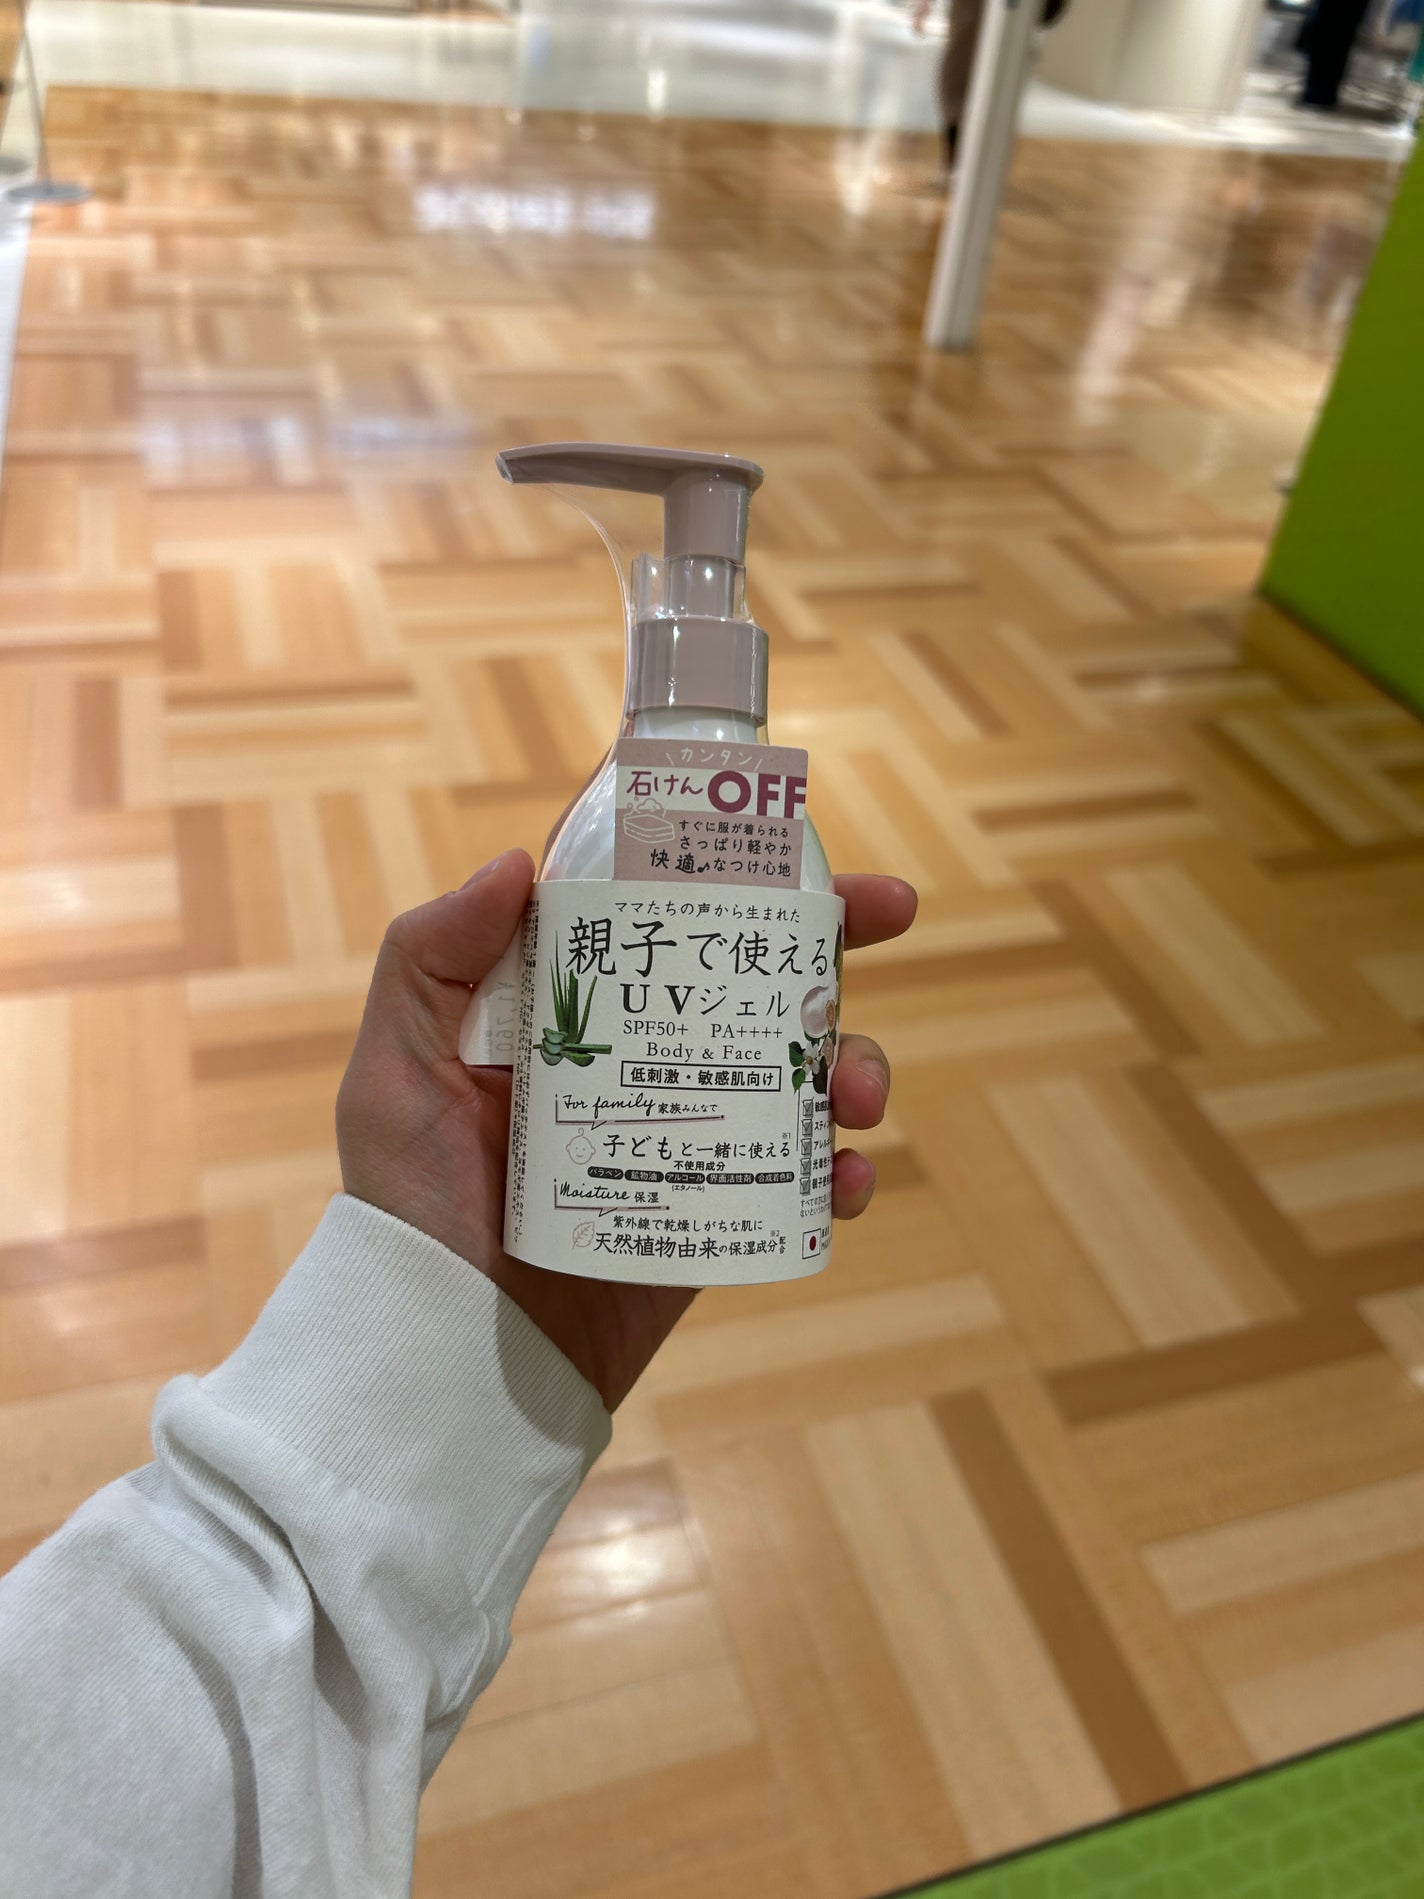 カンタン
石けんOFF
すぐに服が着られる
さっぱり軽やか
快適♪なつけ心地
ママたちの声から生まれた
親子で使える
UVジェル
SPF50+ PA++++
Body & Face
低刺激・敏感肌向け
For family 家族みんなで
子どもと一緒に使える※1
不使用成分
パラベン 鉱物油 アルコール(エタノール) 界面活性剤 合成着色料
Moisture 保湿
紫外線で乾燥しがちな肌に
天然植物由来の保湿成分※2配合